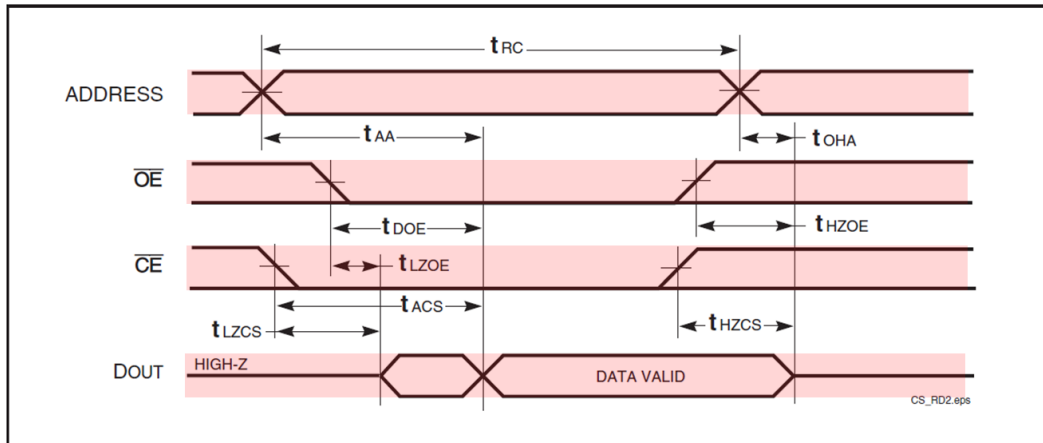 tRC
ADDRESS
tAA
tOHA
OE
tDOE
tHZOE
CE
tLZOE
tACS
tLZCS
tHZCS
DOUT
HIGH-Z
DATA VALID
CS_RD2.eps